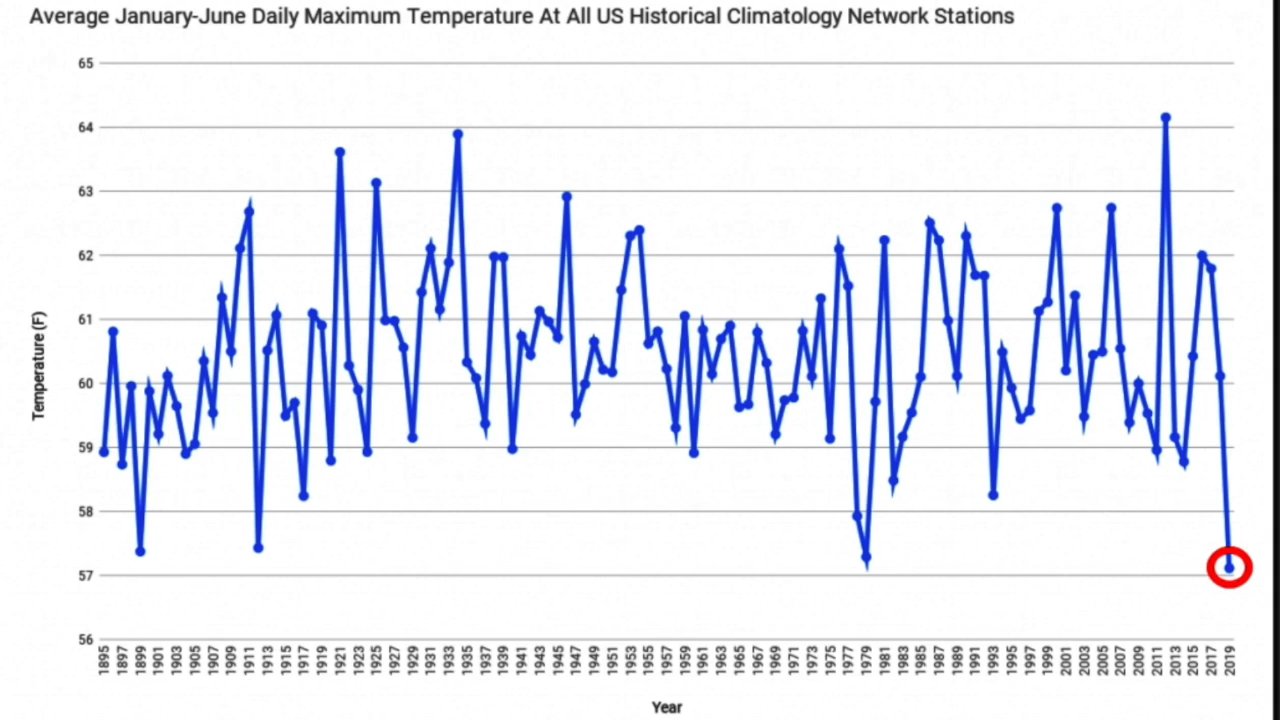 Average January-June Daily Maximum Temperature At All US Historical Climatology Network Stations
65
64
63
62
61
60
59
58
57
56
Temperature (F)
1895 1897 1899 1901 1903 1905 1907 1909 1911 1913 1915 1917 1919 1921 1923 1925 1927 1929 1931 1933 1935 1937 1939 1941 1943 1945 1947 1949 1951 1953 1955 1957 1959 1961 1963 1965 1967 1969 1971 1973 1975 1977 1979 1981 1983 1985 1987 1989 1991 1993 1995 1997 1999 2001 2003 2005 2007 2009 2011 2013 2015 2017 2019
Year